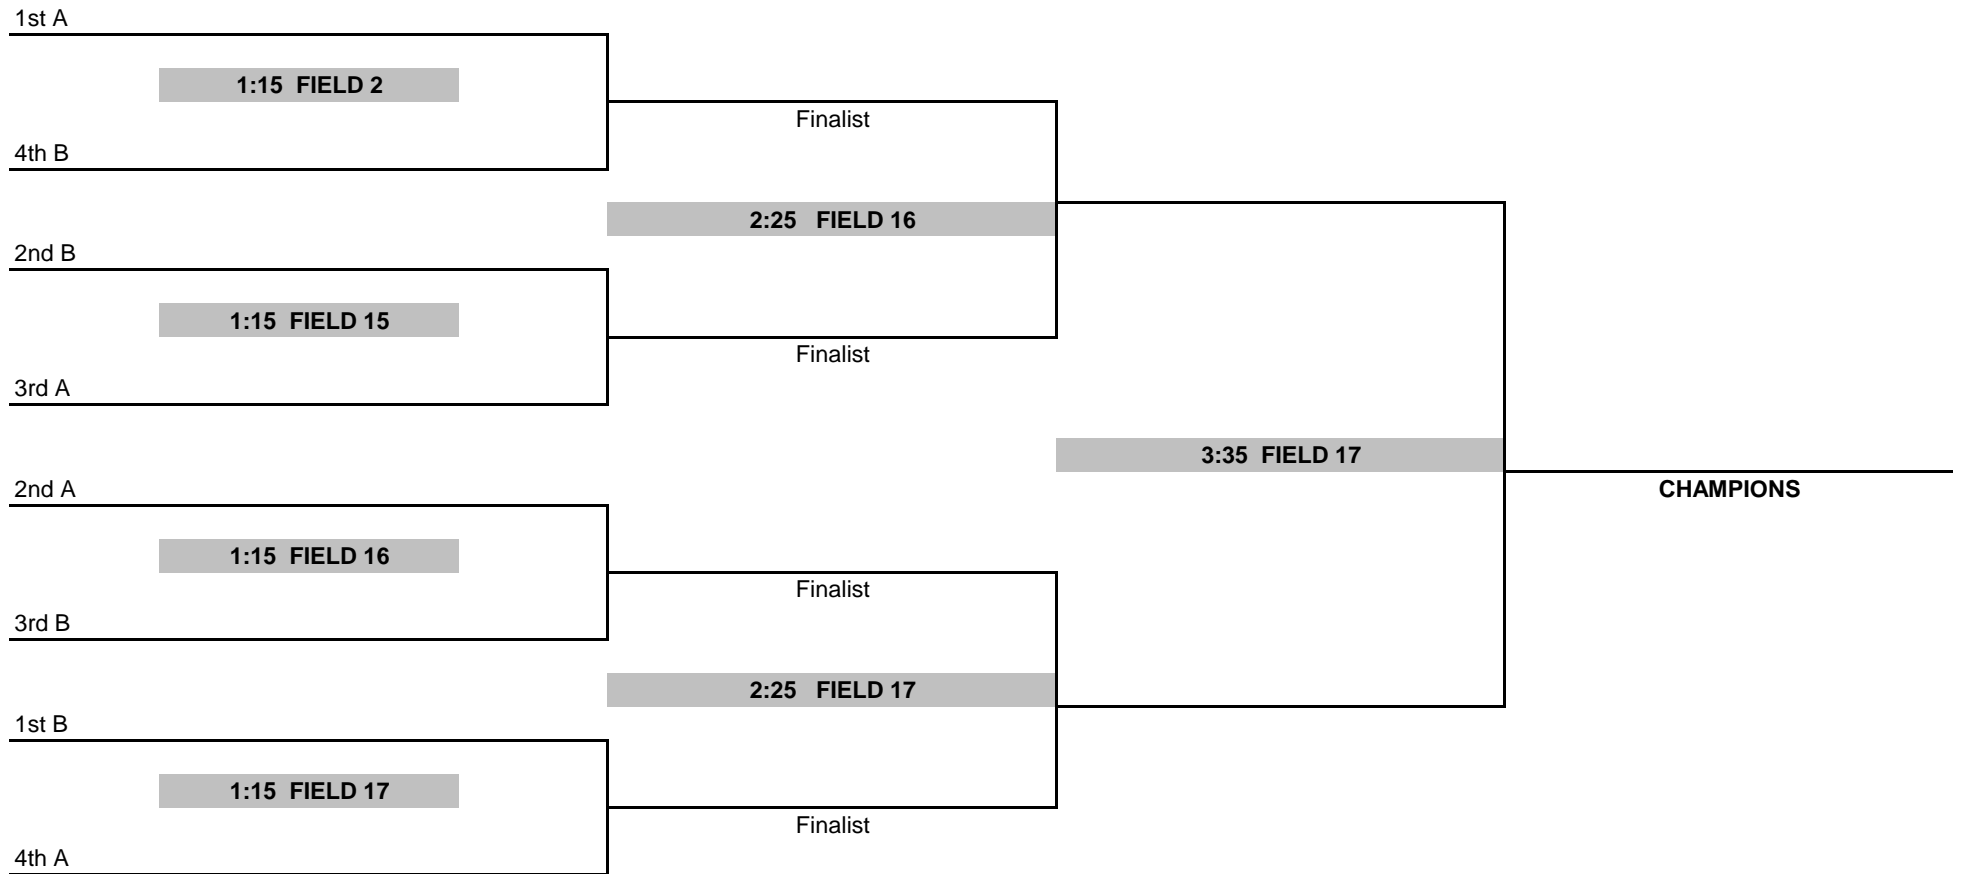 1st A
1:15 FIELD 2
Finalist
4th B
2:25 FIELD 16
2nd B
1:15 FIELD 15
Finalist
3rd A
3:35 FIELD 17
2nd A
CHAMPIONS
1:15 FIELD 16
Finalist
3rd B
2:25 FIELD 17
1st B
1:15 FIELD 17
Finalist
4th A